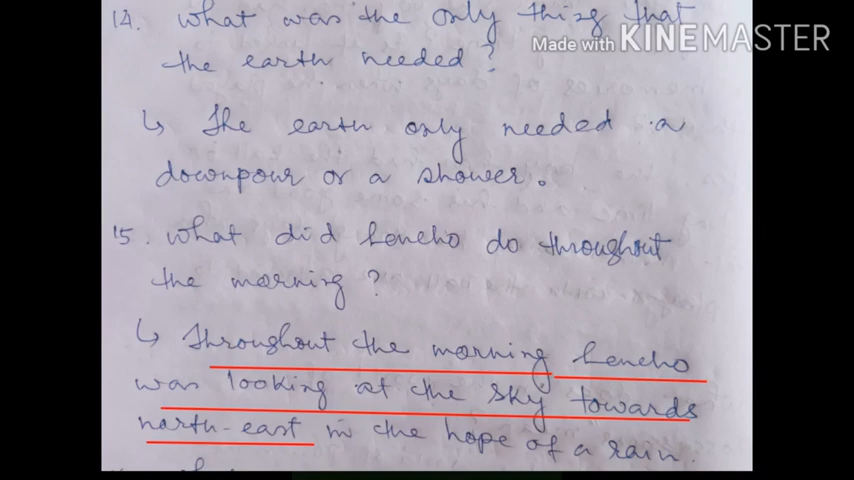 14. What was the only thing that
the earth needed?
Made with KINEMASTER
↳ The earth only needed a
downpour or a shower.
15. What did Lencho do throughout
the morning?
↳ Throughout the morning Lencho
was looking at the sky towards
north-east in the hope of a rain.